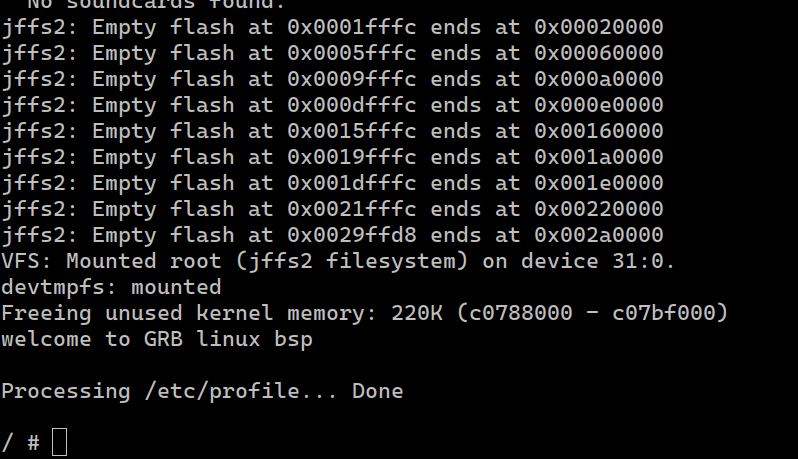 No soundcards found.
jffs2: Empty flash at 0x0001fffc ends at 0x00020000
jffs2: Empty flash at 0x0005fffc ends at 0x00060000
jffs2: Empty flash at 0x0009fffc ends at 0x000a0000
jffs2: Empty flash at 0x000dfffc ends at 0x000e0000
jffs2: Empty flash at 0x0015fffc ends at 0x00160000
jffs2: Empty flash at 0x0019fffc ends at 0x001a0000
jffs2: Empty flash at 0x001dfffc ends at 0x001e0000
jffs2: Empty flash at 0x0021fffc ends at 0x00220000
jffs2: Empty flash at 0x0029ffd8 ends at 0x002a0000
VFS: Mounted root (jffs2 filesystem) on device 31:0.
devtmpfs: mounted
Freeing unused kernel memory: 220K (c0788000 - c07bf000)
welcome to GRB linux bsp
Processing /etc/profile... Done
/ #